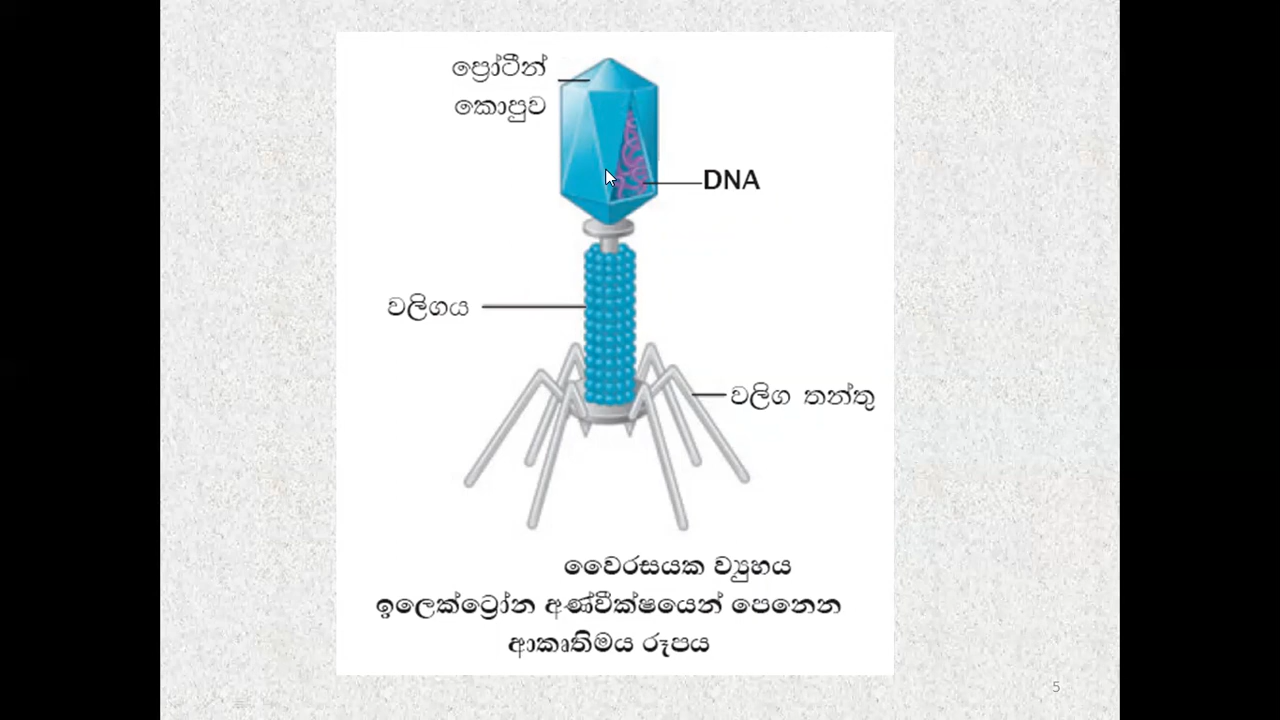 ප්‍රෝටීන්
කොපුව
DNA
වලිගය
වලිග තන්තු
වෛරසයක ව්‍යුහය
ඉලෙක්ට්‍රෝන අණ්වීක්ෂයෙන් පෙනෙන
ආකෘතිමය රූපය
5